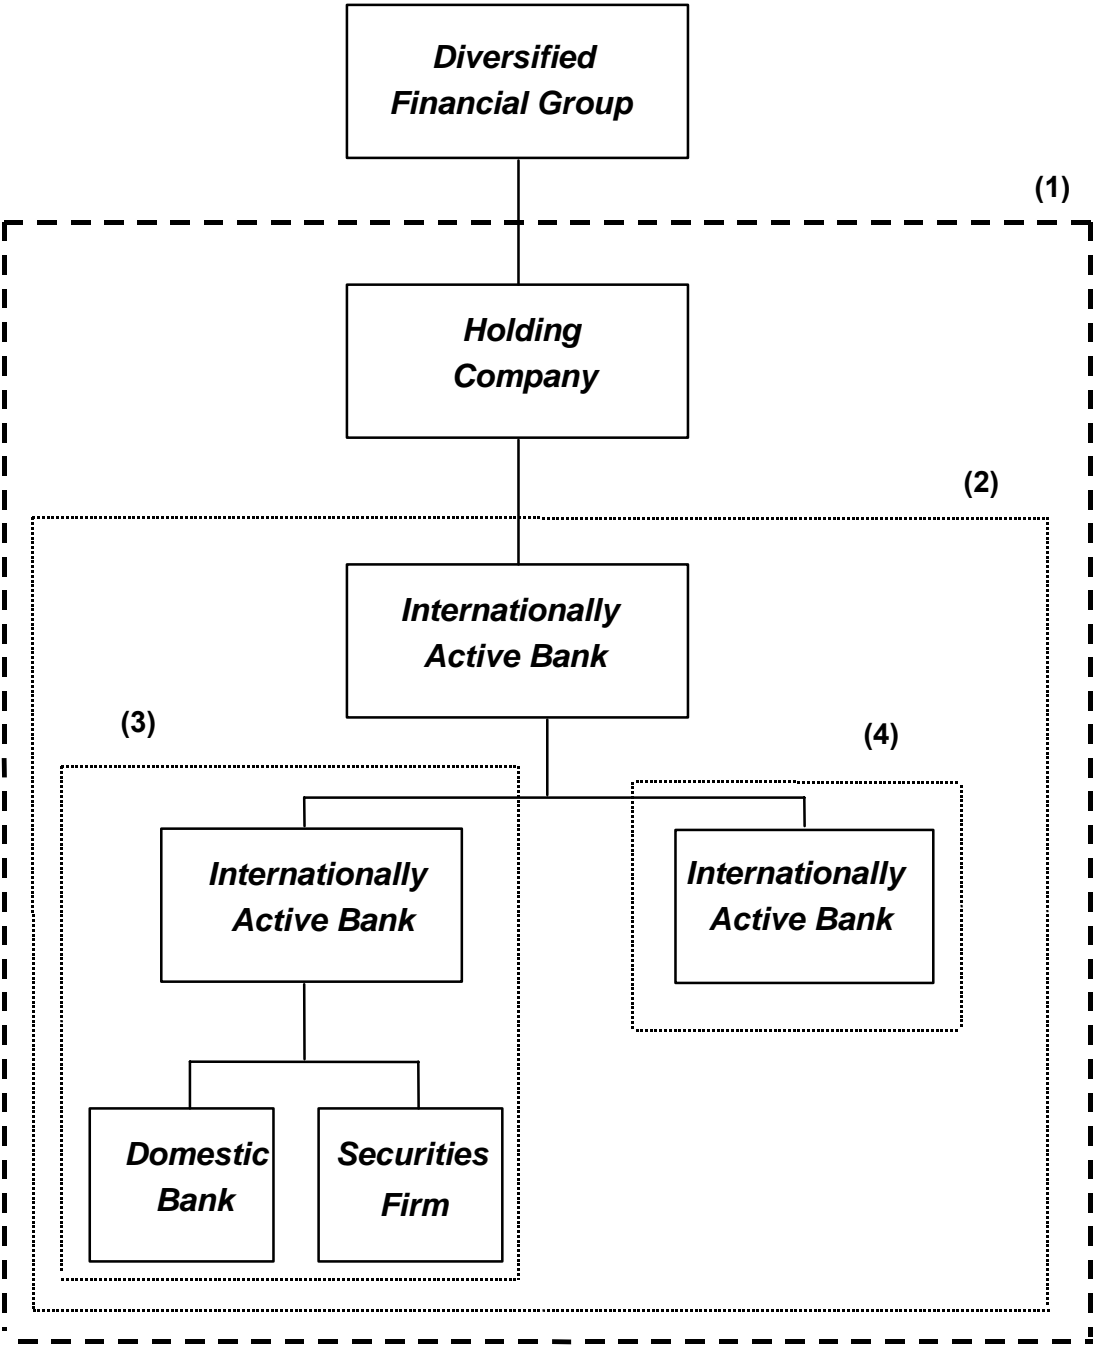 Diversified
Financial Group
(1)
Holding
Company
(2)
Internationally
Active Bank
(3)
(4)
Internationally
Active Bank
Internationally
Active Bank
Domestic
Bank
Securities
Firm